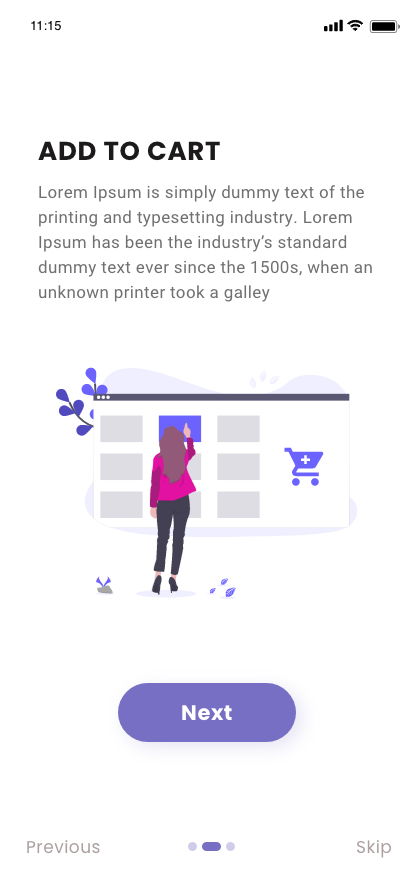 11:15
ADD TO CART
Lorem Ipsum is simply dummy text of the
printing and typesetting industry. Lorem
Ipsum has been the industry’s standard
dummy text ever since the 1500s, when an
unknown printer took a galley
Next
Previous
Skip